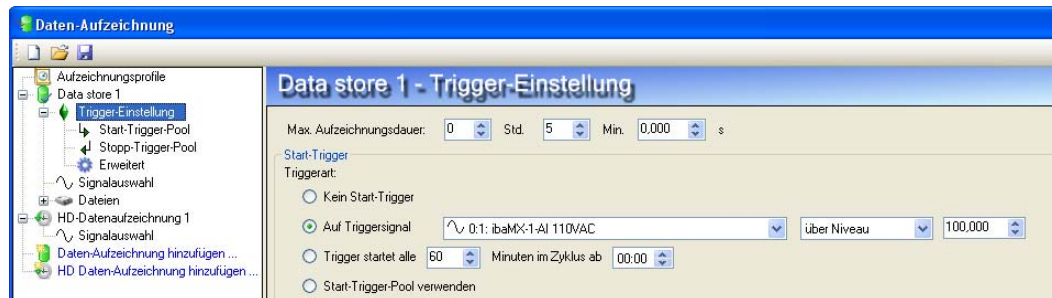 Daten-Aufzeichnung
Aufzeichnungsprofile
Data store 1
Trigger-Einstellung
Start-Trigger-Pool
Stopp-Trigger-Pool
Erweitert
Signalauswahl
Dateien
HD-Datenaufzeichnung 1
Signalauswahl
Daten-Aufzeichnung hinzufügen ...
HD Daten-Aufzeichnung hinzufügen ...
Data store 1 - Trigger-Einstellung
Max. Aufzeichnungsdauer: 0 Std. 5 Min. 0,000 s
Start-Trigger
Triggerart:
Kein Start-Trigger
Auf Triggersignal 0:1: ibaMX-1-AI 110VAC über Niveau 100,000
Trigger startet alle 60 Minuten im Zyklus ab 00:00
Start-Trigger-Pool verwenden